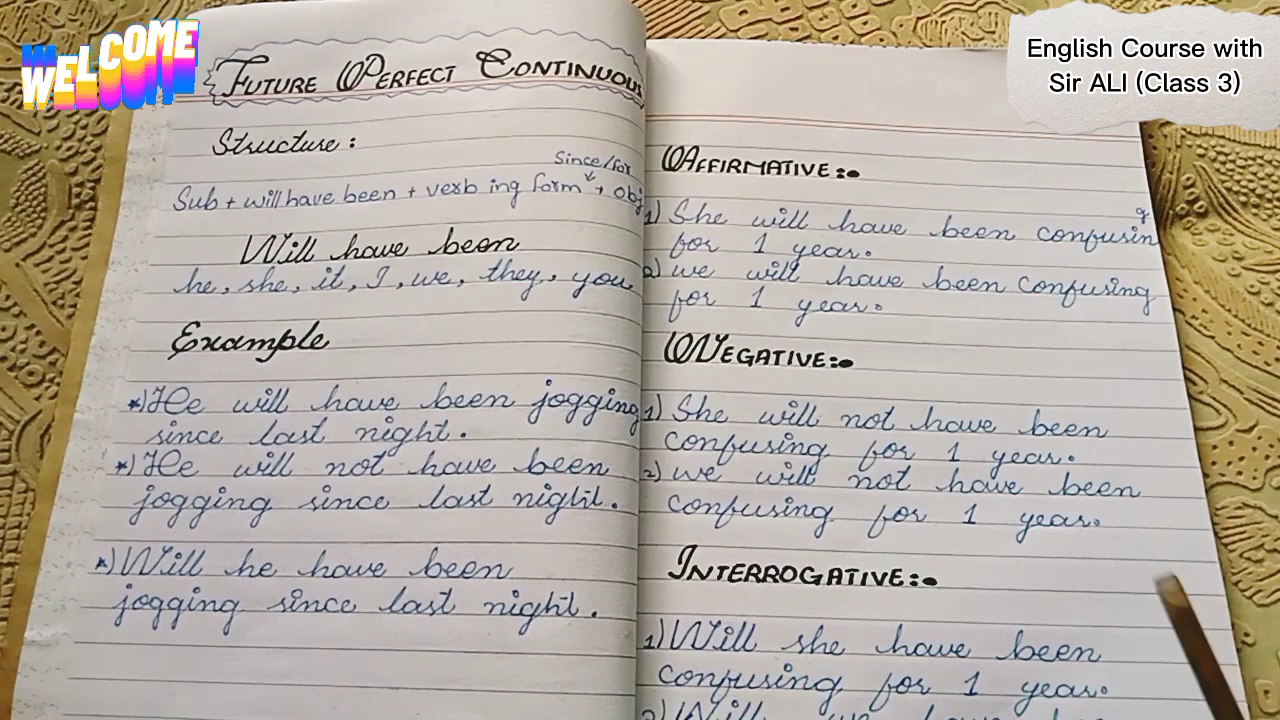 WELCOME
English Course with
Sir ALI (Class 3)
FUTURE PERFECT CONTINUOUS
Structure :
Since/for
Sub + will have been + verb ing form + obj
Will have been
he, she, it, I, we, they, you
Example
*) He will have been jogging
since last night.
*) He will not have been
jogging since last night.
*) Will he have been
jogging since last night.
AFFIRMATIVE:•
1) She will have been confusing
for 1 year.
2) we will have been confusing
for 1 year.
NEGATIVE:•
1) She will not have been
confusing for 1 year.
2) we will not have been
confusing for 1 year.
INTERROGATIVE:•
1) Will she have been
confusing for 1 year.
2) Will we have